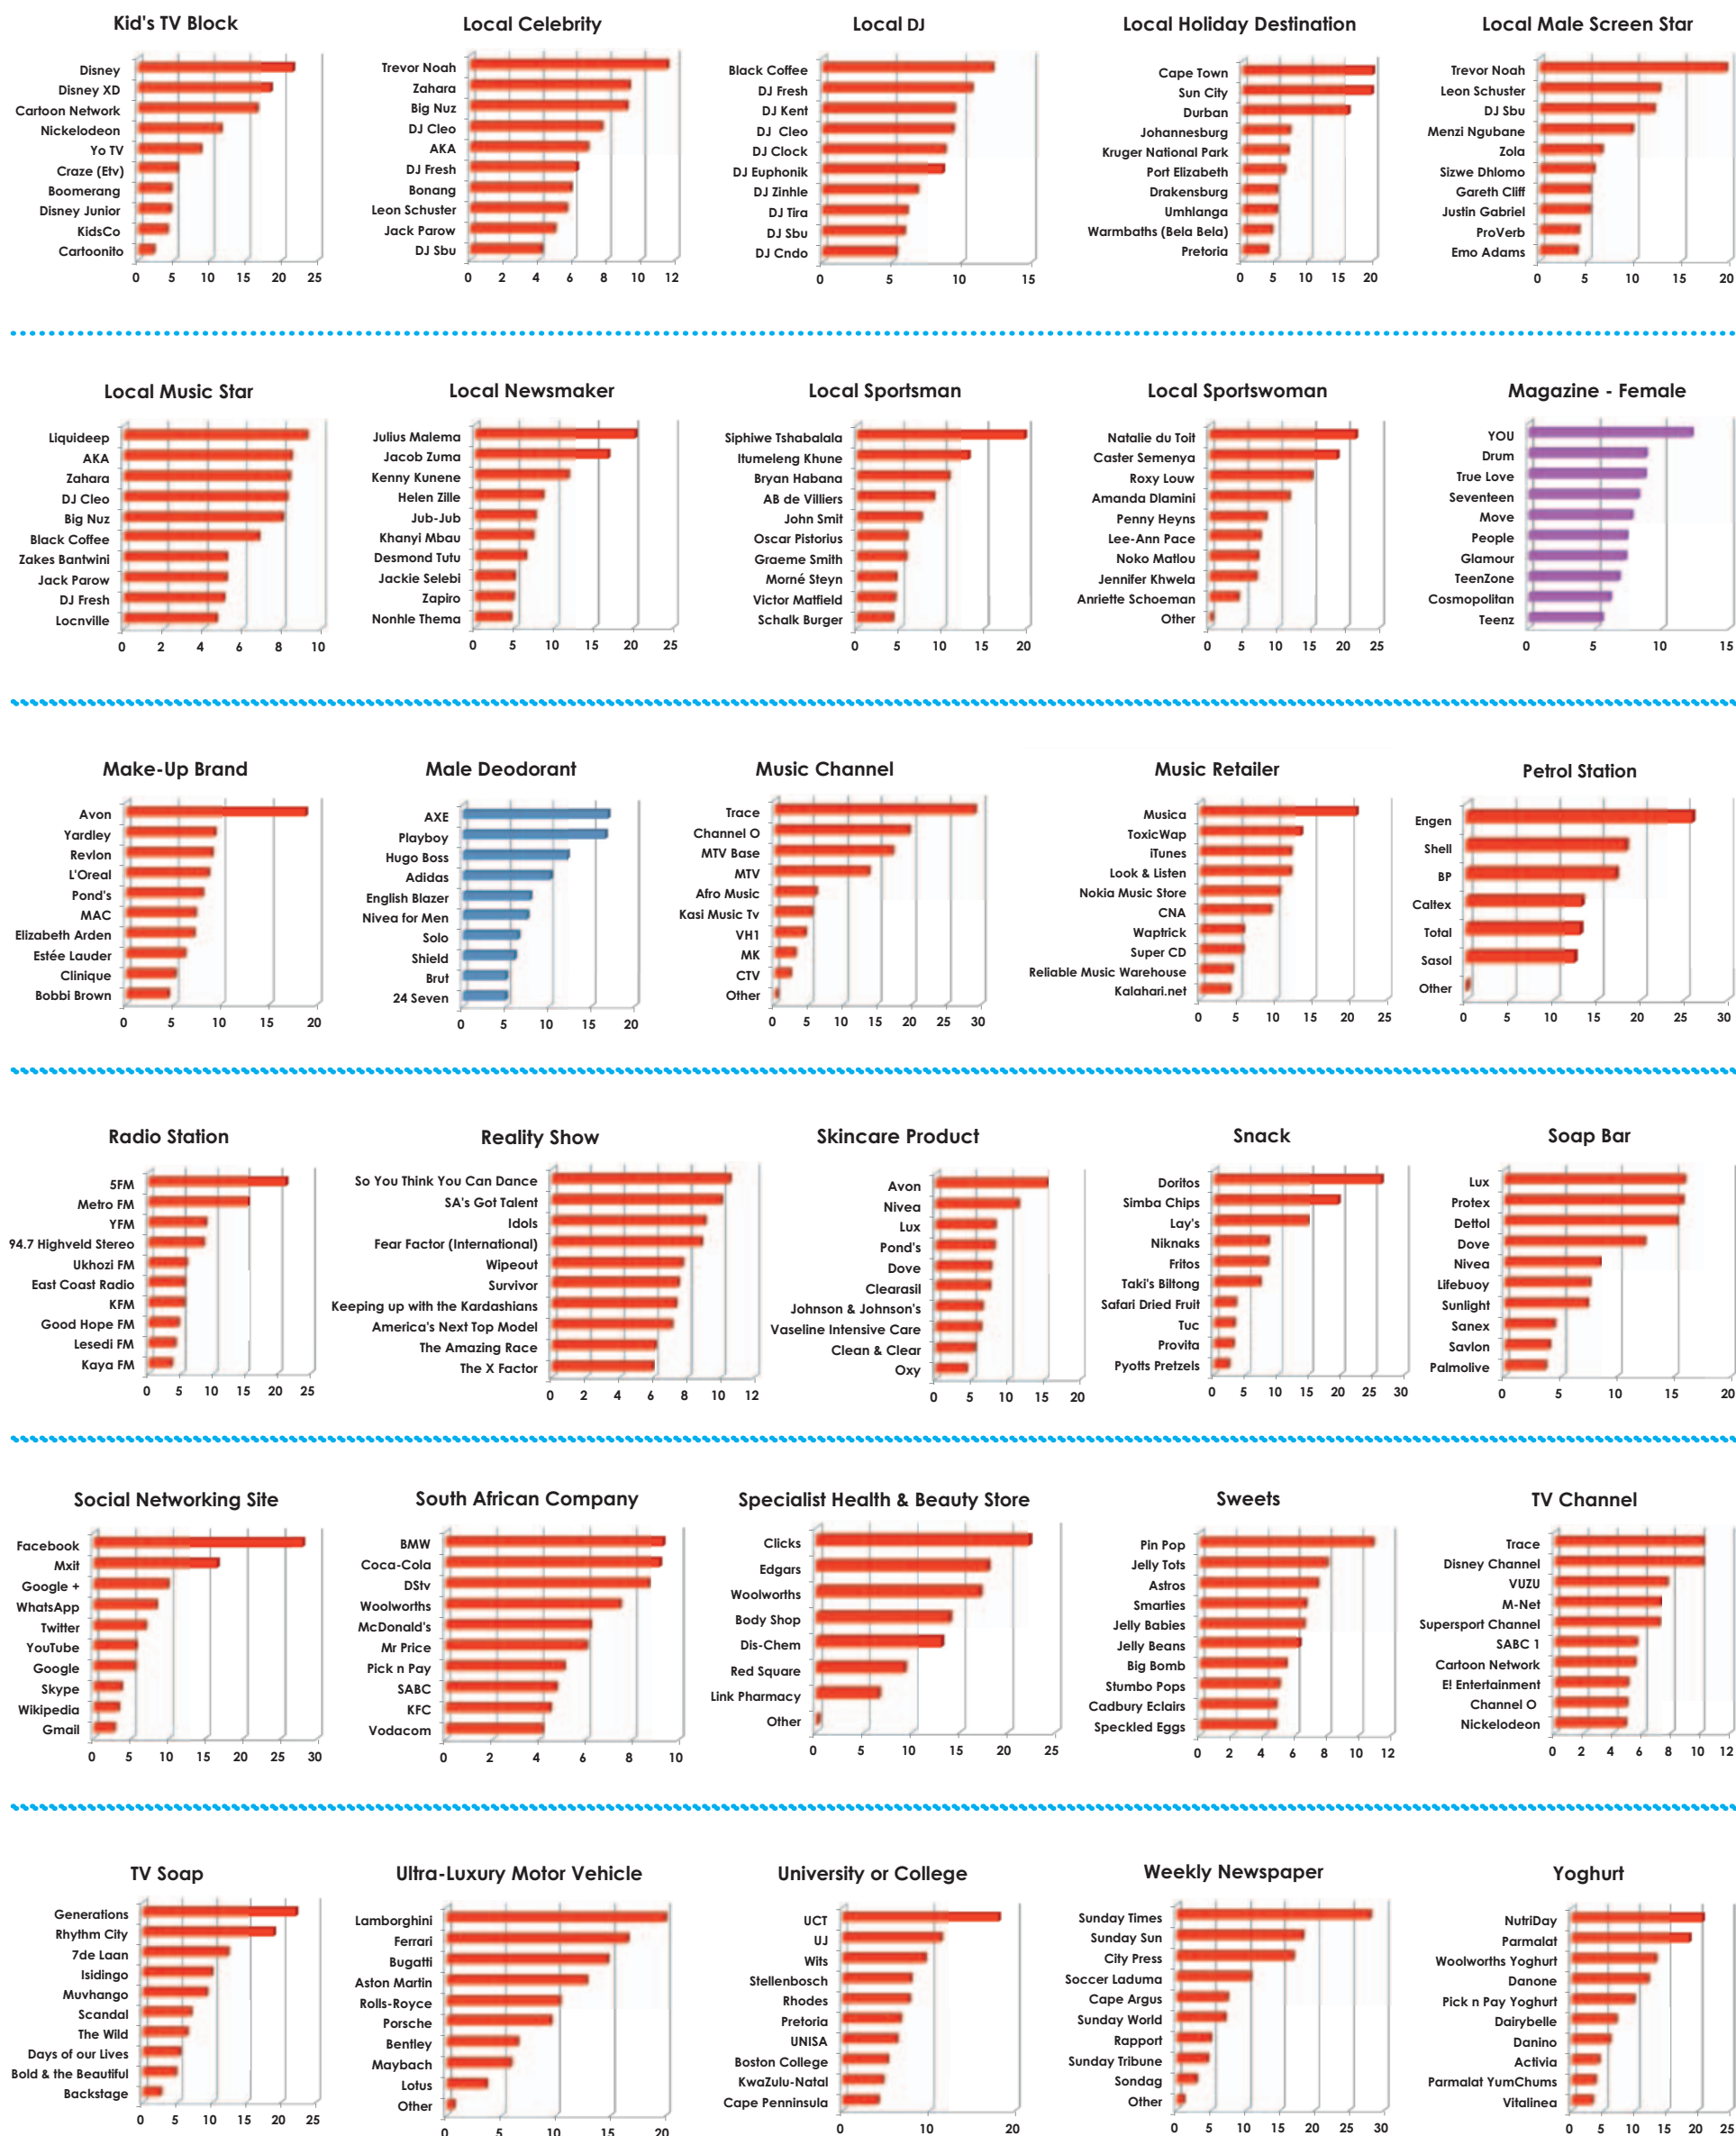 Kid's TV Block
Disney
Disney XD
Cartoon Network
Nickelodeon
Yo TV
Craze (Etv)
Boomerang
Disney Junior
KidsCo
Cartoonito
0 5 10 15 20 25
Local Celebrity
Trevor Noah
Zahara
Big Nuz
DJ Cleo
AKA
DJ Fresh
Bonang
Leon Schuster
Jack Parow
DJ Sbu
0 2 4 6 8 10 12
Local DJ
Black Coffee
DJ Fresh
DJ Kent
DJ Cleo
DJ Clock
DJ Euphonik
DJ Zinhle
DJ Tira
DJ Sbu
DJ Cndo
0 5 10 15
Local Holiday Destination
Cape Town
Sun City
Durban
Johannesburg
Kruger National Park
Port Elizabeth
Drakensburg
Umhlanga
Warmbaths (Bela Bela)
Pretoria
0 5 10 15 20
Local Male Screen Star
Trevor Noah
Leon Schuster
DJ Sbu
Menzi Ngubane
Zola
Sizwe Dhlomo
Gareth Cliff
Justin Gabriel
ProVerb
Emo Adams
0 5 10 15 20
Local Music Star
Liquideep
AKA
Zahara
DJ Cleo
Big Nuz
Black Coffee
Zakes Bantwini
Jack Parow
DJ Fresh
Locnville
0 2 4 6 8 10
Local Newsmaker
Julius Malema
Jacob Zuma
Kenny Kunene
Helen Zille
Jub-Jub
Khanyi Mbau
Desmond Tutu
Jackie Selebi
Zapiro
Nonhle Thema
0 5 10 15 20 25
Local Sportsman
Siphiwe Tshabalala
Itumeleng Khune
Bryan Habana
AB de Villiers
John Smit
Oscar Pistorius
Graeme Smith
Morné Steyn
Victor Matfield
Schalk Burger
0 5 10 15 20
Local Sportswoman
Natalie du Toit
Caster Semenya
Roxy Louw
Amanda Dlamini
Penny Heyns
Lee-Ann Pace
Noko Matlou
Jennifer Khwela
Anriette Schoeman
Other
0 5 10 15 20 25
Magazine - Female
YOU
Drum
True Love
Seventeen
Move
People
Glamour
TeenZone
Cosmopolitan
Teenz
0 5 10 15
Make-Up Brand
Avon
Yardley
Revlon
L'Oreal
Pond's
MAC
Elizabeth Arden
Estée Lauder
Clinique
Bobbi Brown
0 5 10 15 20
Male Deodorant
AXE
Playboy
Hugo Boss
Adidas
English Blazer
Nivea for Men
Solo
Shield
Brut
24 Seven
0 5 10 15 20
Music Channel
Trace
Channel O
MTV Base
MTV
Afro Music
Kasi Music Tv
VH1
MK
CTV
Other
0 5 10 15 20 25 30
Music Retailer
Musica
ToxicWap
iTunes
Look & Listen
Nokia Music Store
CNA
Waptrick
Super CD
Reliable Music Warehouse
Kalahari.net
0 5 10 15 20 25
Petrol Station
Engen
Shell
BP
Caltex
Total
Sasol
Other
0 5 10 15 20 25 30
Radio Station
5FM
Metro FM
YFM
94.7 Highveld Stereo
Ukhozi FM
East Coast Radio
KFM
Good Hope FM
Lesedi FM
Kaya FM
0 5 10 15 20 25
Reality Show
So You Think You Can Dance
SA's Got Talent
Idols
Fear Factor (International)
Wipeout
Survivor
Keeping up with the Kardashians
America's Next Top Model
The Amazing Race
The X Factor
0 2 4 6 8 10 12
Skincare Product
Avon
Nivea
Lux
Pond's
Dove
Clearasil
Johnson & Johnson's
Vaseline Intensive Care
Clean & Clear
Oxy
0 5 10 15 20
Snack
Doritos
Simba Chips
Lay's
Niknaks
Fritos
Taki's Biltong
Safari Dried Fruit
Tuc
Provita
Pyotts Pretzels
0 5 10 15 20 25 30
Soap Bar
Lux
Protex
Dettol
Dove
Nivea
Lifebuoy
Sunlight
Sanex
Savlon
Palmolive
0 5 10 15 20
Social Networking Site
Facebook
Mxit
Google +
WhatsApp
Twitter
YouTube
Google
Skype
Wikipedia
Gmail
0 5 10 15 20 25 30
South African Company
BMW
Coca-Cola
DStv
Woolworths
McDonald's
Mr Price
Pick n Pay
SABC
KFC
Vodacom
0 2 4 6 8 10
Specialist Health & Beauty Store
Clicks
Edgars
Woolworths
Body Shop
Dis-Chem
Red Square
Link Pharmacy
Other
0 5 10 15 20 25
Sweets
Pin Pop
Jelly Tots
Astros
Smarties
Jelly Babies
Jelly Beans
Big Bomb
Stumbo Pops
Cadbury Eclairs
Speckled Eggs
0 2 4 6 8 10 12
TV Channel
Trace
Disney Channel
VUZU
M-Net
Supersport Channel
SABC 1
Cartoon Network
E! Entertainment
Channel O
Nickelodeon
0 2 4 6 8 10 12
TV Soap
Generations
Rhythm City
7de Laan
Isidingo
Muvhango
Scandal
The Wild
Days of our Lives
Bold & the Beautiful
Backstage
0 5 10 15 20 25
Ultra-Luxury Motor Vehicle
Lamborghini
Ferrari
Bugatti
Aston Martin
Rolls-Royce
Porsche
Bentley
Maybach
Lotus
Other
0 5 10 15 20
University or College
UCT
UJ
Wits
Stellenbosch
Rhodes
Pretoria
UNISA
Boston College
KwaZulu-Natal
Cape Penninsula
0 10 20
Weekly Newspaper
Sunday Times
Sunday Sun
City Press
Soccer Laduma
Cape Argus
Sunday World
Rapport
Sunday Tribune
Sondag
Other
0 5 10 15 20 25 30
Yoghurt
NutriDay
Parmalat
Woolworths Yoghurt
Danone
Pick n Pay Yoghurt
Dairybelle
Danino
Activia
Parmalat YumChums
Vitalinea
0 5 10 15 20 25